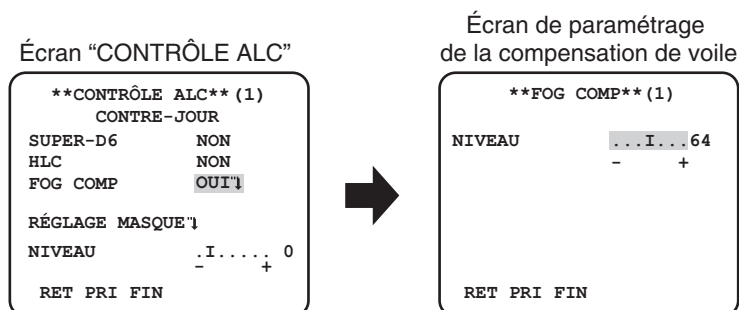 Écran “CONTRÔLE ALC”
**CONTRÔLE ALC** (1)
CONTRE-JOUR
SUPER-D6 NON
HLC NON
FOG COMP OUI
RÉGLAGE MASQUE
NIVEAU .I..... 0
- +
RET PRI FIN
Écran de paramétrage
de la compensation de voile
**FOG COMP** (1)
NIVEAU ...I...64
- +
RET PRI FIN